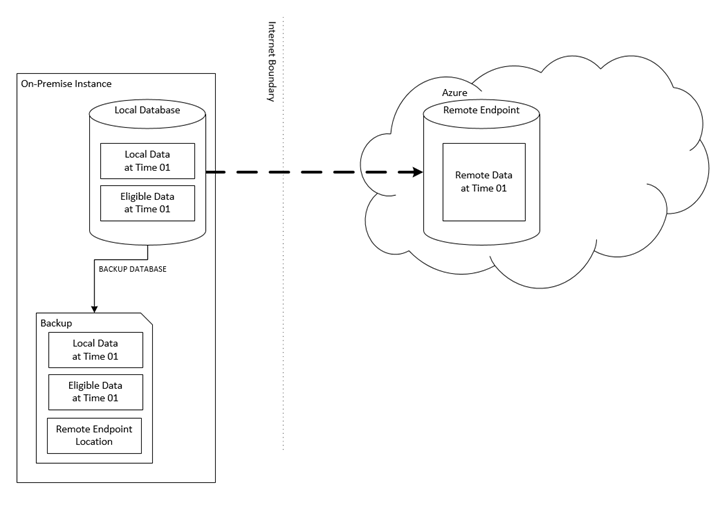 Internet Boundary
On-Premise Instance
Local Database
Local Data
at Time 01
Eligible Data
at Time 01
BACKUP DATABASE
Backup
Local Data
at Time 01
Eligible Data
at Time 01
Remote Endpoint
Location
Azure
Remote Endpoint
Remote Data
at Time 01